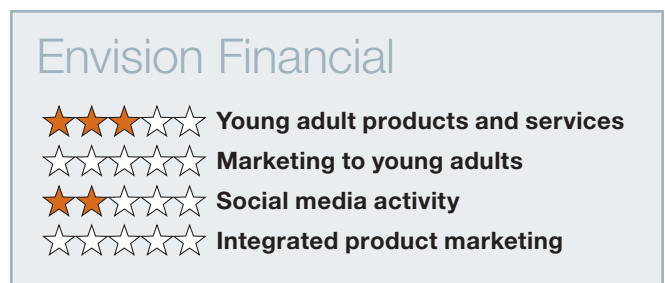 Envision Financial
Young adult products and services
Marketing to young adults
Social media activity
Integrated product marketing